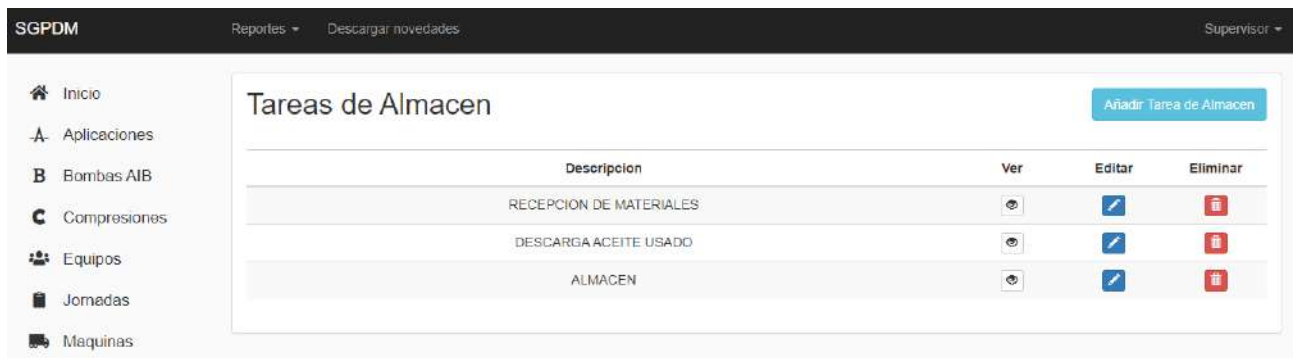 SGPDM Reportes Descargar novedades Supervisor
Inicio
Aplicaciones
B Bombas AIB
C Compresiones
Equipos
Jornadas
Maquinas
Tareas de Almacen
Añadir Tarea de Almacen
Descripcion Ver Editar Eliminar
RECEPCION DE MATERIALES
DESCARGA ACEITE USADO
ALMACEN